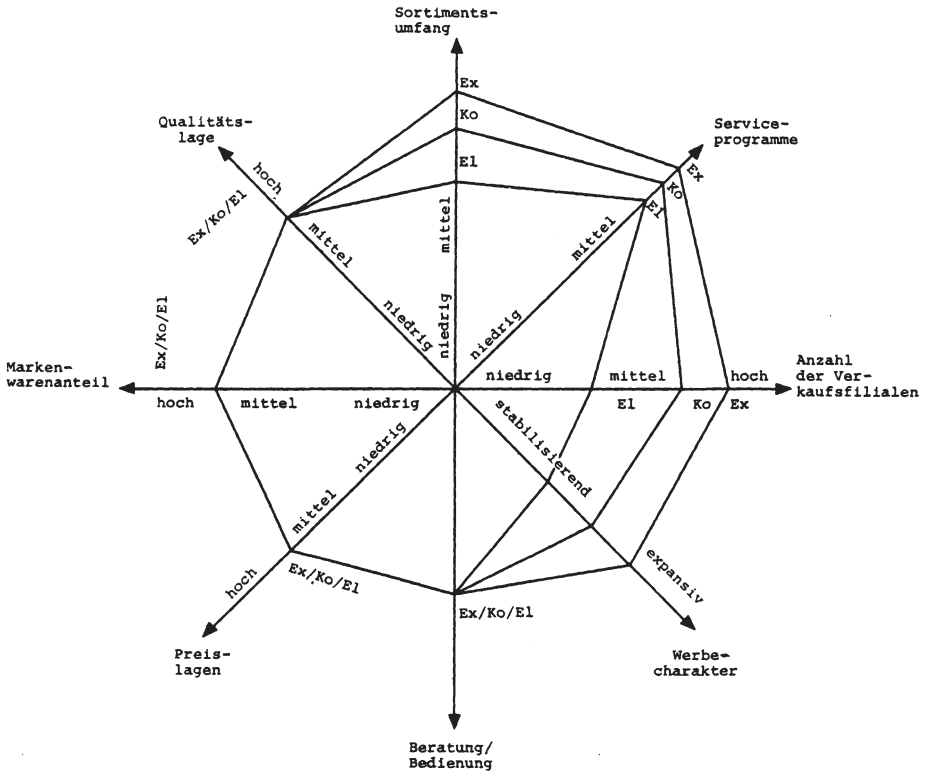 Sortiments-
umfang
Ex
Ko
El
mittel
niedrig
Service-
programme
Ex
Ko
El
mittel
niedrig
Anzahl
der Ver-
kaufsfilialen
niedrig
mittel
hoch
El
Ko
Ex
stabilisierend
expansiv
Werbe-
charakter
Ex/Ko/El
Beratung/
Bedienung
niedrig
mittel
hoch
Ex/Ko/El
Preis-
lagen
Marken-
warenanteil
Ex/Ko/El
hoch
mittel
niedrig
Qualitäts-
lage
hoch
Ex/Ko/El
mittel
niedrig